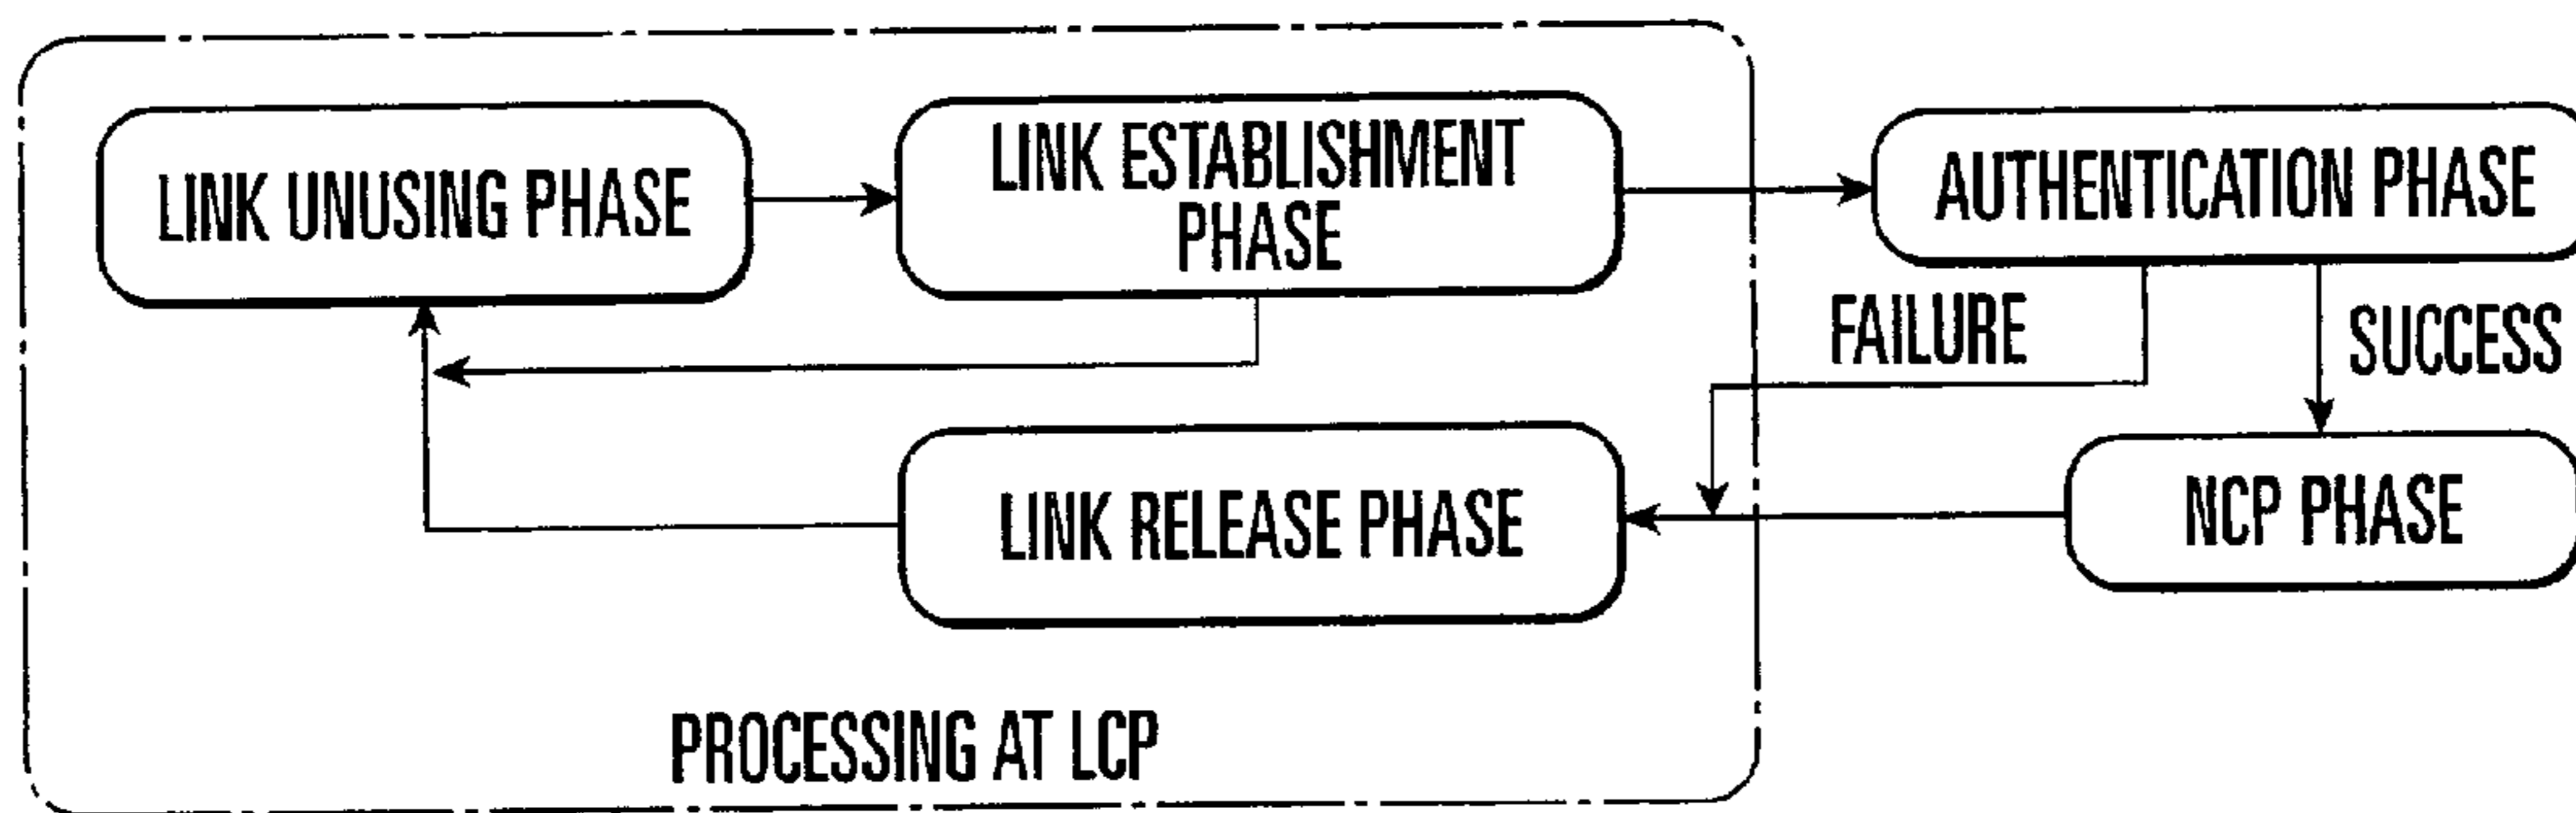 LINK UNUSING PHASE
LINK ESTABLISHMENT
PHASE
AUTHENTICATION PHASE
FAILURE
SUCCESS
LINK RELEASE PHASE
NCP PHASE
PROCESSING AT LCP